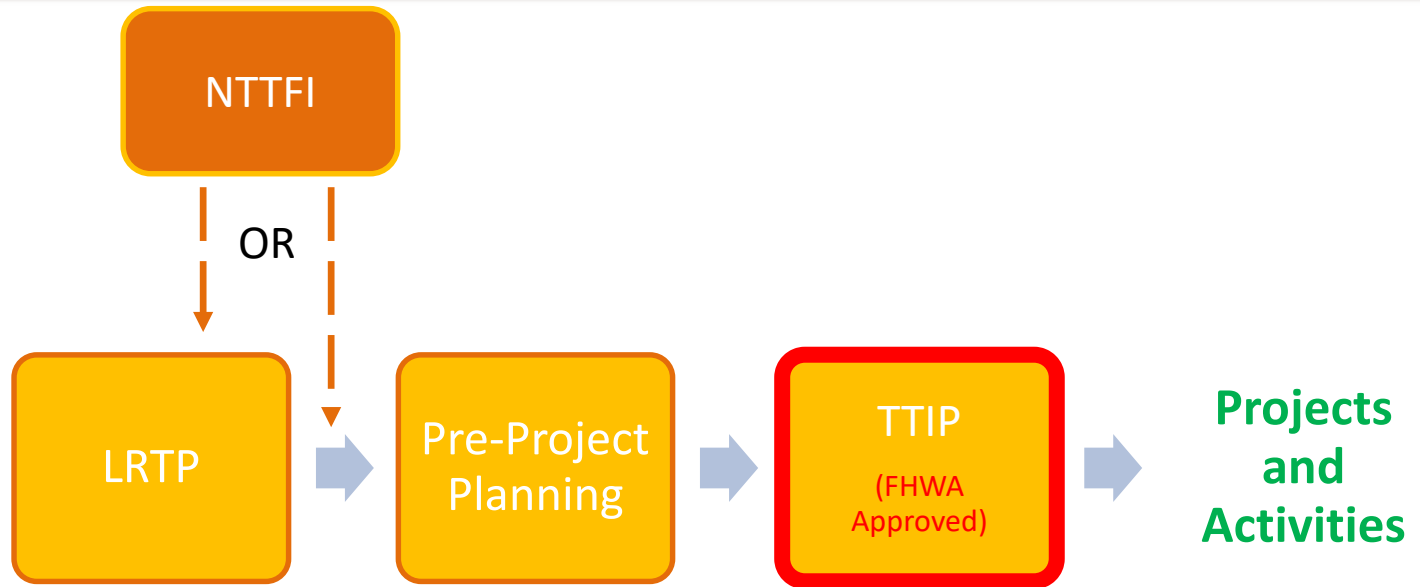 NTTFI
OR
LRTP
Pre-Project
Planning
TTIP
(FHWA
Approved)
Projects
and
Activities